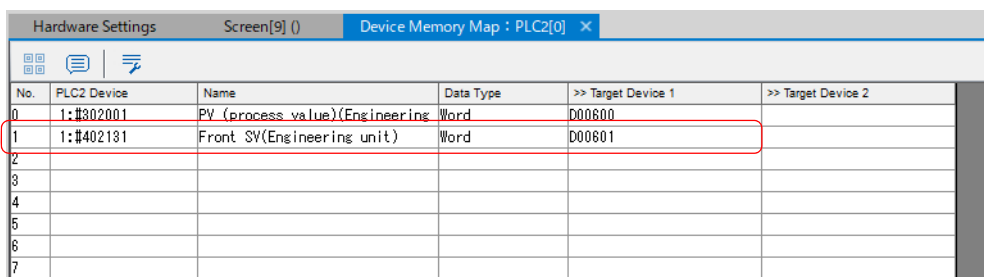 Hardware Settings Screen[9] () Device Memory Map : PLC2[0] ×
No. PLC2 Device Name Data Type >> Target Device 1 >> Target Device 2
0 1:#302001 PV (process value)(Engineering Word D00600
1 1:#402131 Front SV(Engineering unit) Word D00601
2
3
4
5
6
7